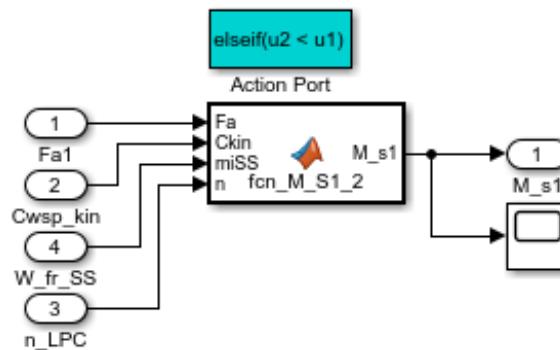 elseif(u2 < u1)
Action Port
1
Fa1
2
Cwsp_kin
4
W_fr_SS
3
n_LPC
Fa
Ckin
miSS
n
M_s1
fcn_M_S1_2
1
M_s1